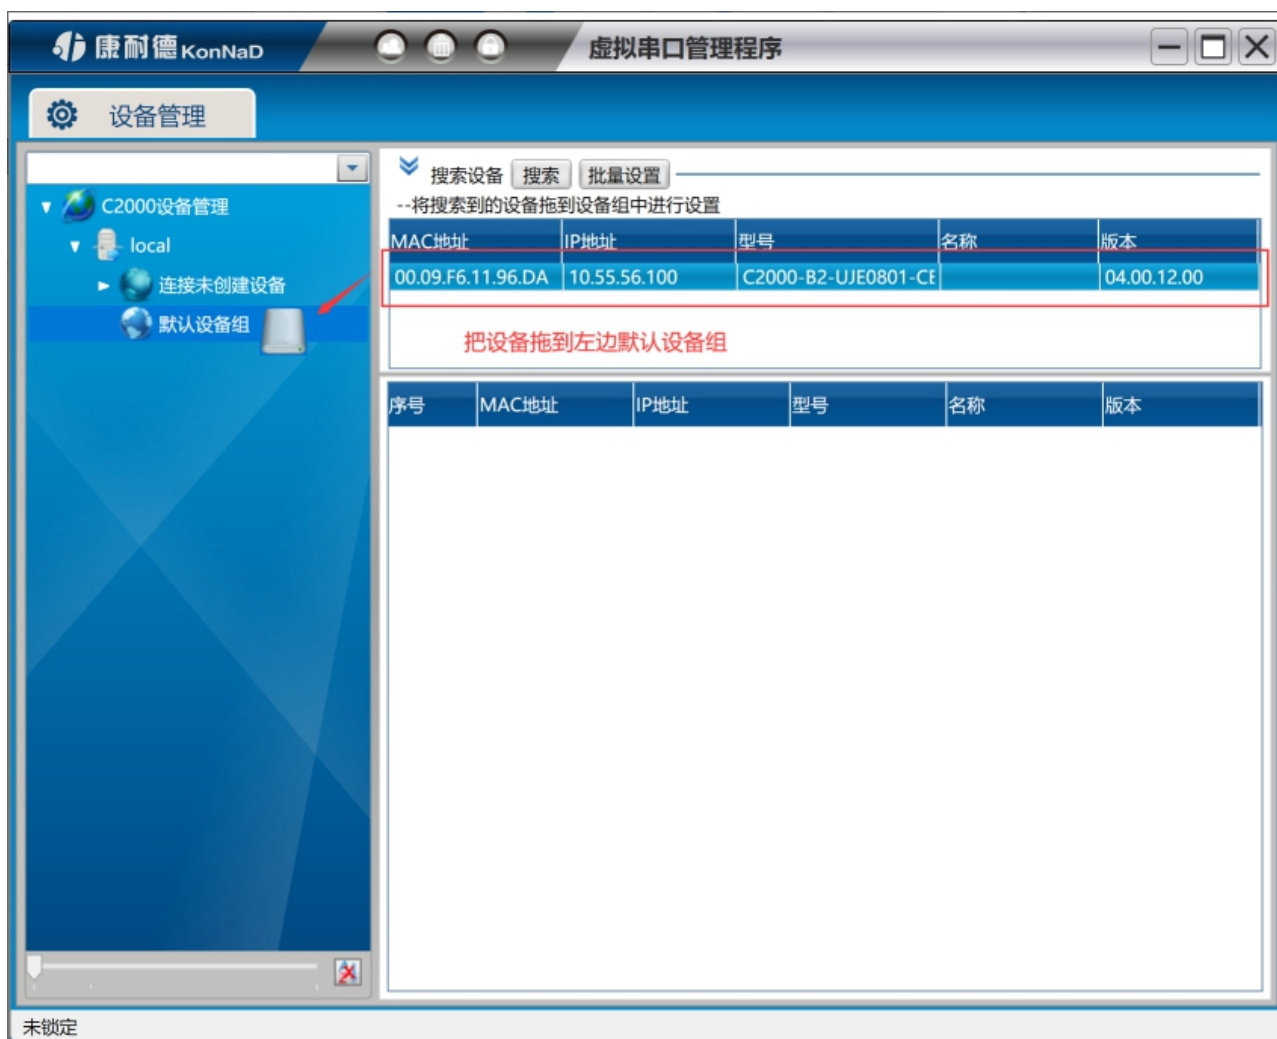 康耐德 KonNaD
虚拟串口管理程序
设备管理
搜索设备 搜索 批量设置
--将搜索到的设备拖到设备组中进行设置
C2000设备管理
local
连接未创建设备
默认设备组
MAC地址 IP地址 型号 名称 版本
00.09.F6.11.96.DA 10.55.56.100 C2000-B2-UJE0801-CE 04.00.12.00
把设备拖到左边默认设备组
序号 MAC地址 IP地址 型号 名称 版本
未锁定